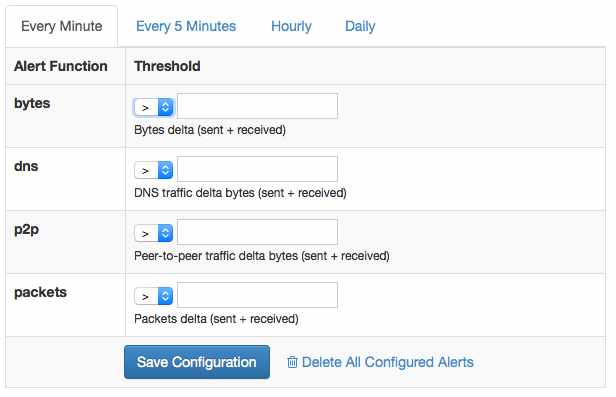 Every Minute Every 5 Minutes Hourly Daily
Alert Function Threshold
bytes >
Bytes delta (sent + received)
dns >
DNS traffic delta bytes (sent + received)
p2p >
Peer-to-peer traffic delta bytes (sent + received)
packets >
Packets delta (sent + received)
Save Configuration Delete All Configured Alerts